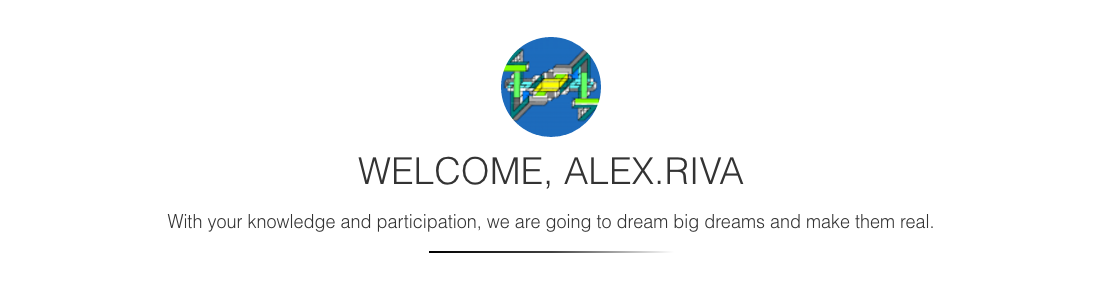 WELCOME, ALEX.RIVA
With your knowledge and participation, we are going to dream big dreams and make them real.